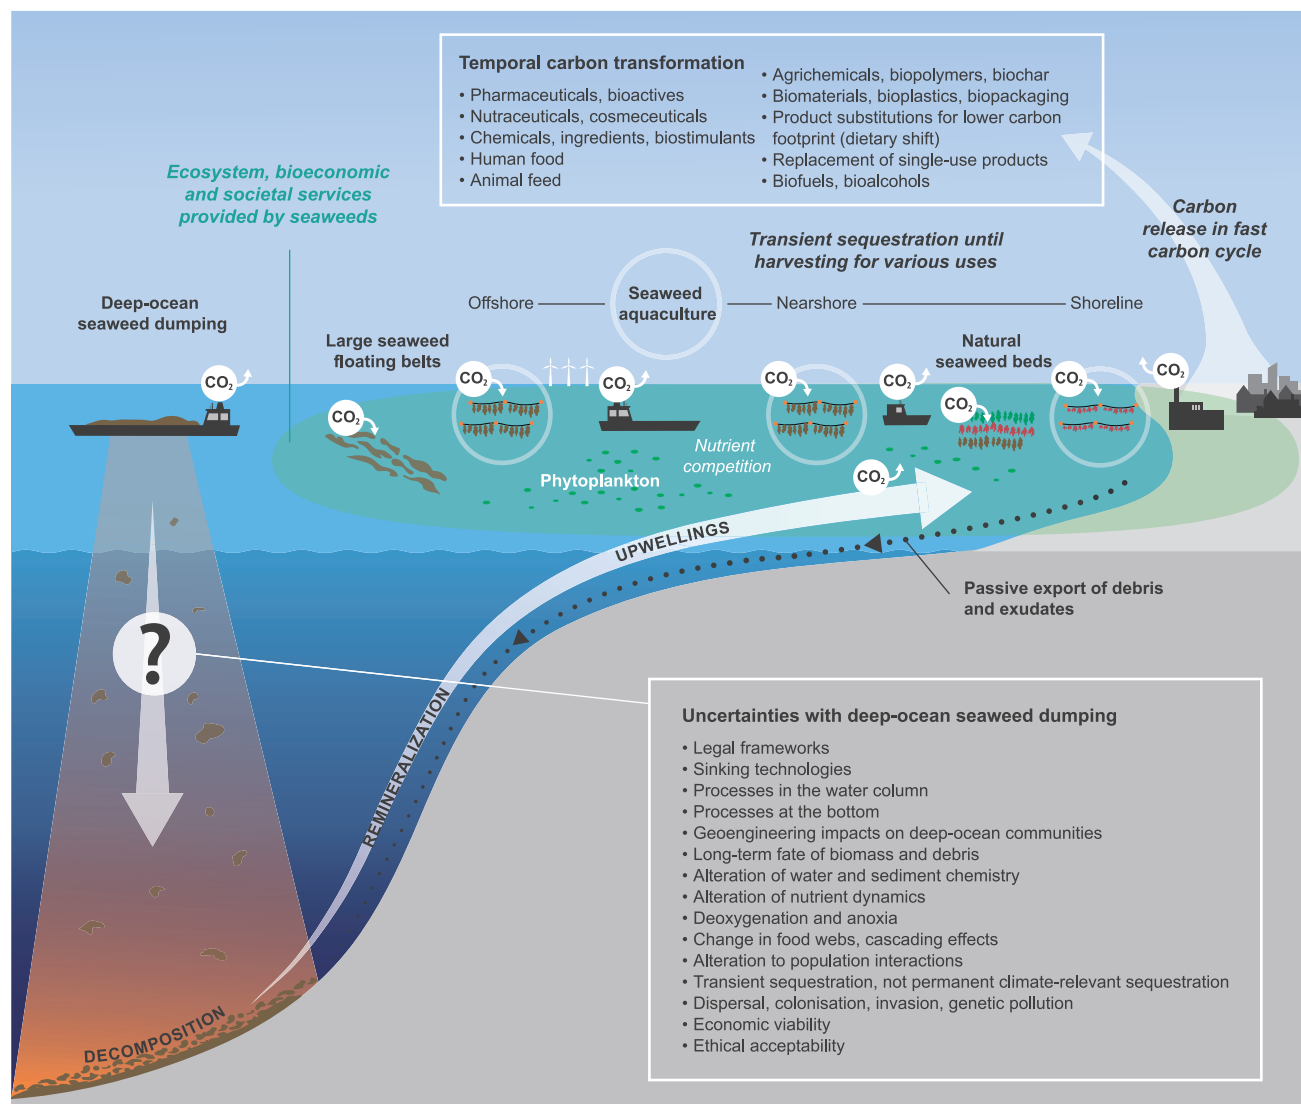 Temporal carbon transformation
• Pharmaceuticals, bioactives
• Nutraceuticals, cosmeceuticals
• Chemicals, ingredients, biostimulants
• Human food
• Animal feed
• Agrichemicals, biopolymers, biochar
• Biomaterials, bioplastics, biopackaging
• Product substitutions for lower carbon
footprint (dietary shift)
• Replacement of single-use products
• Biofuels, bioalcohols
Ecosystem, bioeconomic
and societal services
provided by seaweeds
Carbon
release in fast
carbon cycle
Transient sequestration until
harvesting for various uses
Deep-ocean
seaweed dumping
Offshore
Seaweed
aquaculture
Nearshore
Shoreline
Large seaweed
floating belts
Natural
seaweed beds
CO2
CO2
CO2
CO2
CO2
CO2
CO2
CO2
CO2
CO2
Nutrient
competition
Phytoplankton
UPWELLINGS
Passive export of debris
and exudates
?
REMINERALIZATION
DECOMPOSITION
Uncertainties with deep-ocean seaweed dumping
• Legal frameworks
• Sinking technologies
• Processes in the water column
• Processes at the bottom
• Geoengineering impacts on deep-ocean communities
• Long-term fate of biomass and debris
• Alteration of water and sediment chemistry
• Alteration of nutrient dynamics
• Deoxygenation and anoxia
• Change in food webs, cascading effects
• Alteration to population interactions
• Transient sequestration, not permanent climate-relevant sequestration
• Dispersal, colonisation, invasion, genetic pollution
• Economic viability
• Ethical acceptability